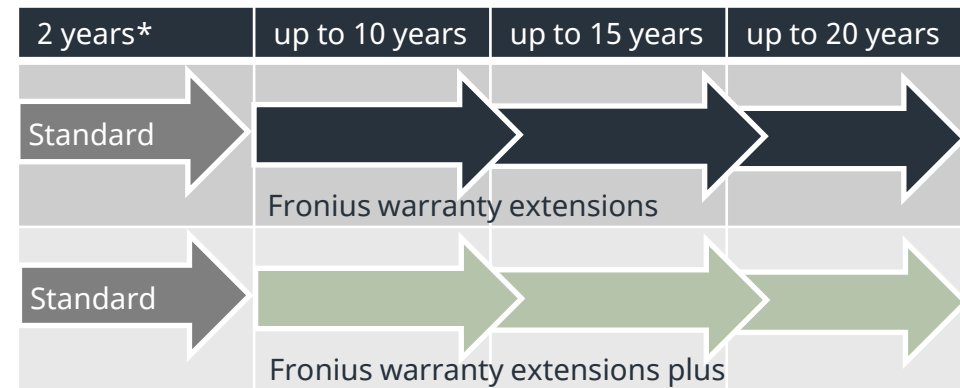 2 years* up to 10 years up to 15 years up to 20 years
Standard
Fronius warranty extensions
Standard
Fronius warranty extensions plus